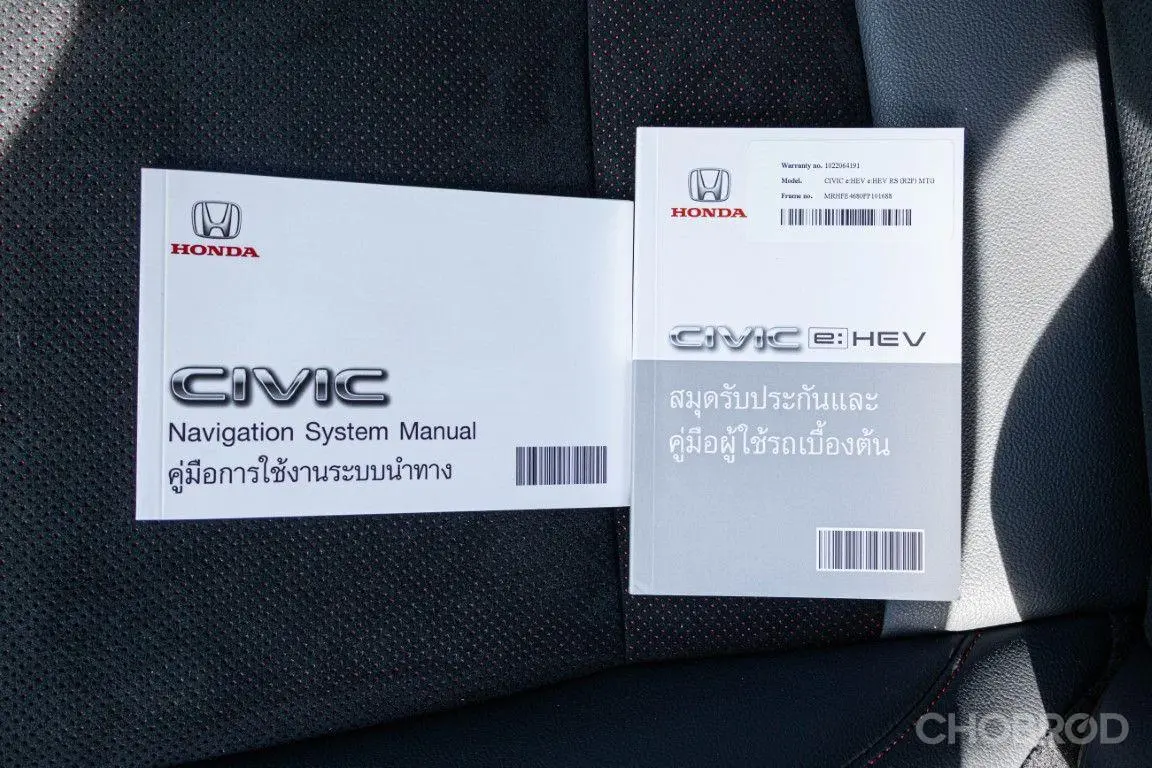 HONDA
CIVIC
Navigation System Manual
คู่มือการใช้งานระบบนำทาง
HONDA
Warranty no. 1022064191
Model. CIVIC e:HEV e:HEV RS (R2P) MTO
Frame no.
CIVIC e:HEV
สมุดรับประกันและ
คู่มือผู้ใช้รถเบื้องต้น
CHOBROD